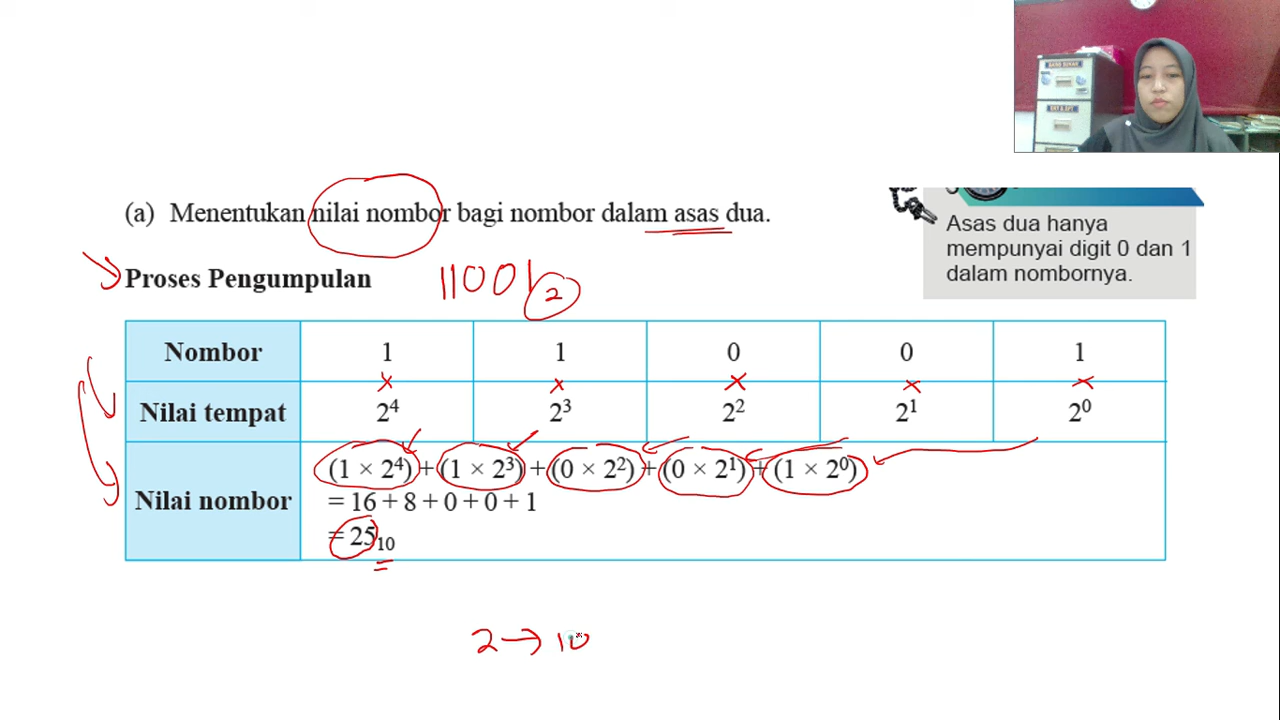 (a) Menentukan nilai nombor bagi nombor dalam asas dua.
Asas dua hanya
mempunyai digit 0 dan 1
dalam nombornya.
Proses Pengumpulan 11001₂
Nombor 1 1 0 0 1
× × × × ×
Nilai tempat 2⁴ 2³ 2² 2¹ 2⁰
Nilai nombor
(1 × 2⁴) + (1 × 2³) + (0 × 2²) + (0 × 2¹) + (1 × 2⁰)
= 16 + 8 + 0 + 0 + 1
= 25₁₀
2 → 10